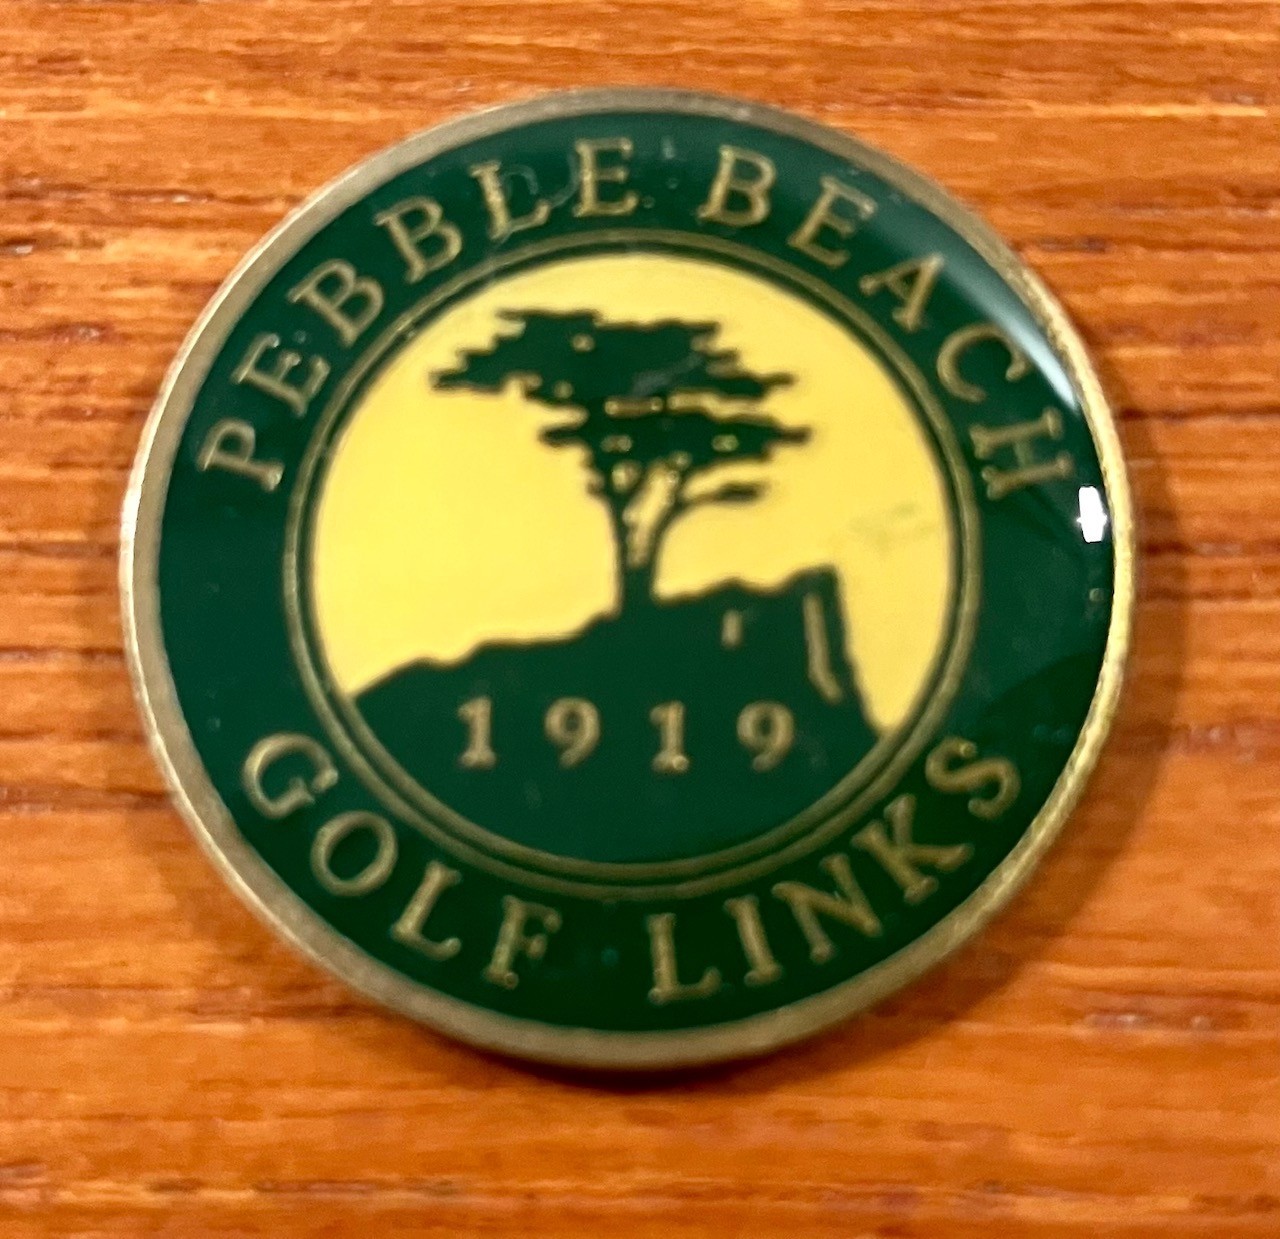 PEBBLE BEACH
1919
GOLF LINKS